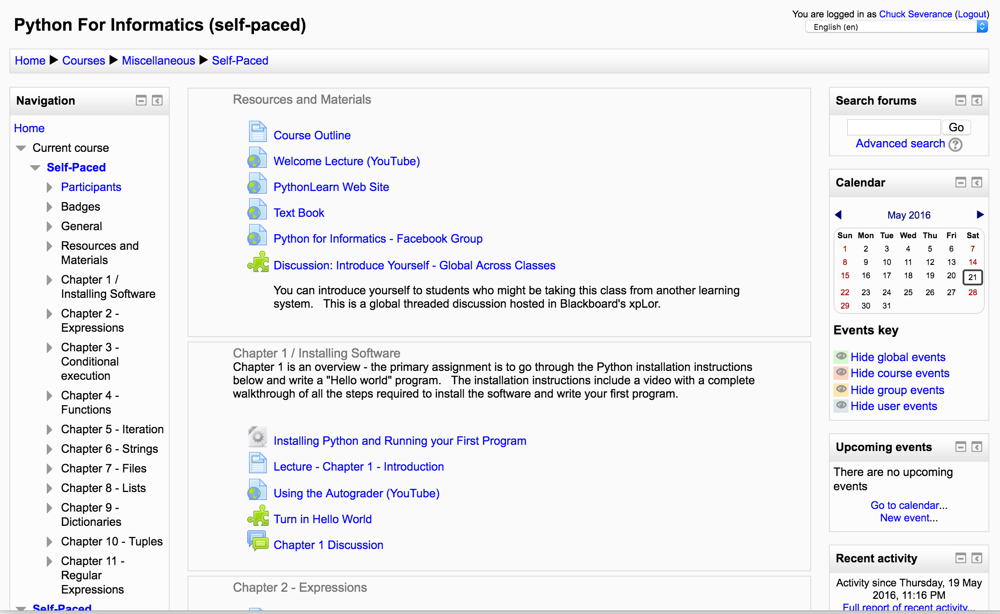 Python For Informatics (self-paced)
You are logged in as Chuck Severance (Logout)
English (en)
Home ▶ Courses ▶ Miscellaneous ▶ Self-Paced
Navigation
Home
Current course
Self-Paced
Participants
Badges
General
Resources and
Materials
Chapter 1 /
Installing Software
Chapter 2 -
Expressions
Chapter 3 -
Conditional
execution
Chapter 4 -
Functions
Chapter 5 - Iteration
Chapter 6 - Strings
Chapter 7 - Files
Chapter 8 - Lists
Chapter 9 -
Dictionaries
Chapter 10 - Tuples
Chapter 11 -
Regular
Expressions
Self-Paced
Resources and Materials
Course Outline
Welcome Lecture (YouTube)
PythonLearn Web Site
Text Book
Python for Informatics - Facebook Group
Discussion: Introduce Yourself - Global Across Classes
You can introduce yourself to students who might be taking this class from another learning
system.   This is a global threaded discussion hosted in Blackboard's xpLor.
Chapter 1 / Installing Software
Chapter 1 is an overview - the primary assignment is to go through the Python installation instructions
below and write a "Hello world" program.   The installation instructions include a video with a complete
walkthrough of all the steps required to install the software and write your first program.
Installing Python and Running your First Program
Lecture - Chapter 1 - Introduction
Using the Autograder (YouTube)
Turn in Hello World
Chapter 1 Discussion
Chapter 2 - Expressions
Search forums
Go
Advanced search ?
Calendar
May 2016
Sun Mon Tue Wed Thu Fri Sat
1 2 3 4 5 6 7
8 9 10 11 12 13 14
15 16 17 18 19 20 21
22 23 24 25 26 27 28
29 30 31
Events key
Hide global events
Hide course events
Hide group events
Hide user events
Upcoming events
There are no upcoming
events
Go to calendar...
New event...
Recent activity
Activity since Thursday, 19 May
2016, 11:16 PM
Full report of recent activity...